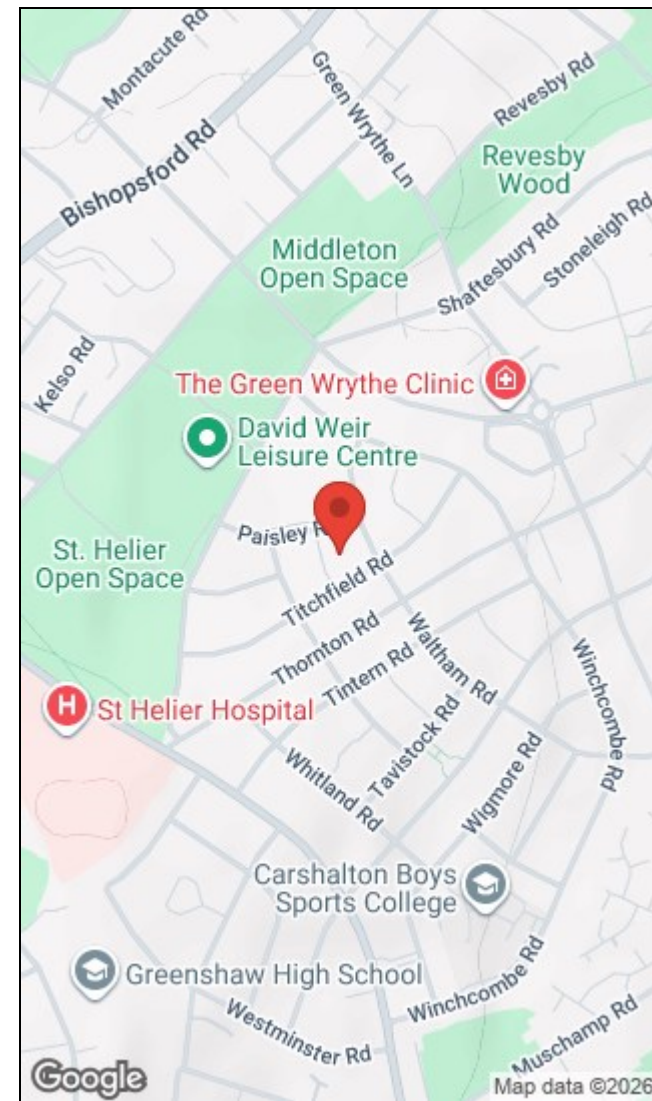 Montacute Rd
Bishopsford Rd
Green Wrythe Ln
Revesby Rd
Revesby
Wood
Middleton
Open Space
Shaftesbury Rd
Stoneleigh Rd
Kelso Rd
The Green Wrythe Clinic
David Weir
Leisure Centre
Paisley R
St. Helier
Open Space
Titchfield Rd
Thornton Rd
Tintern Rd
Waltham Rd
Winchcombe Rd
H
St Helier Hospital
Whitland Rd
Tavistock Rd
Wigmore Rd
Carshalton Boys
Sports College
Greenshaw High School
Winchcombe Rd
Westminster Rd
Muschamp Rd
Google
Map data ©2026